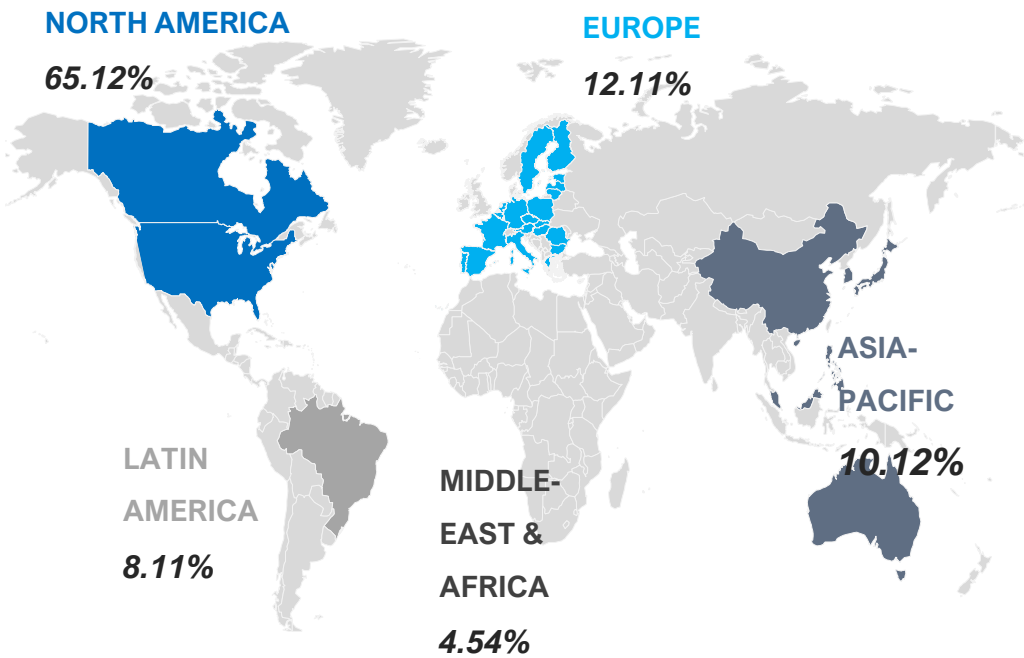 NORTH AMERICA
65.12%
EUROPE
12.11%
ASIA-
PACIFIC
10.12%
LATIN
AMERICA
8.11%
MIDDLE-
EAST &
AFRICA
4.54%